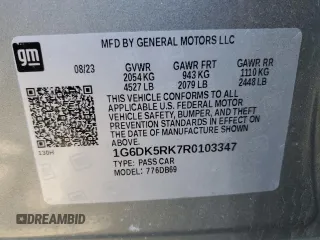 gm
MFD BY GENERAL MOTORS LLC
08/23
GVWR
GAWR FRT
GAWR RR
2054 KG
943 KG
1110 KG
4527 LB
2079 LB
2448 LB
THIS VEHICLE CONFORMS TO ALL APPLICABLE
U.S. FEDERAL MOTOR
VEHICLE SAFETY, BUMPER, AND THEFT
PREVENTION STANDARDS IN EFFECT ON
THE DATE OF MANUFACTURE SHOWN
ABOVE.
1G6DK5RK7R0103347
TYPE: PASS CAR
MODEL: 776DB69
DREAMBID